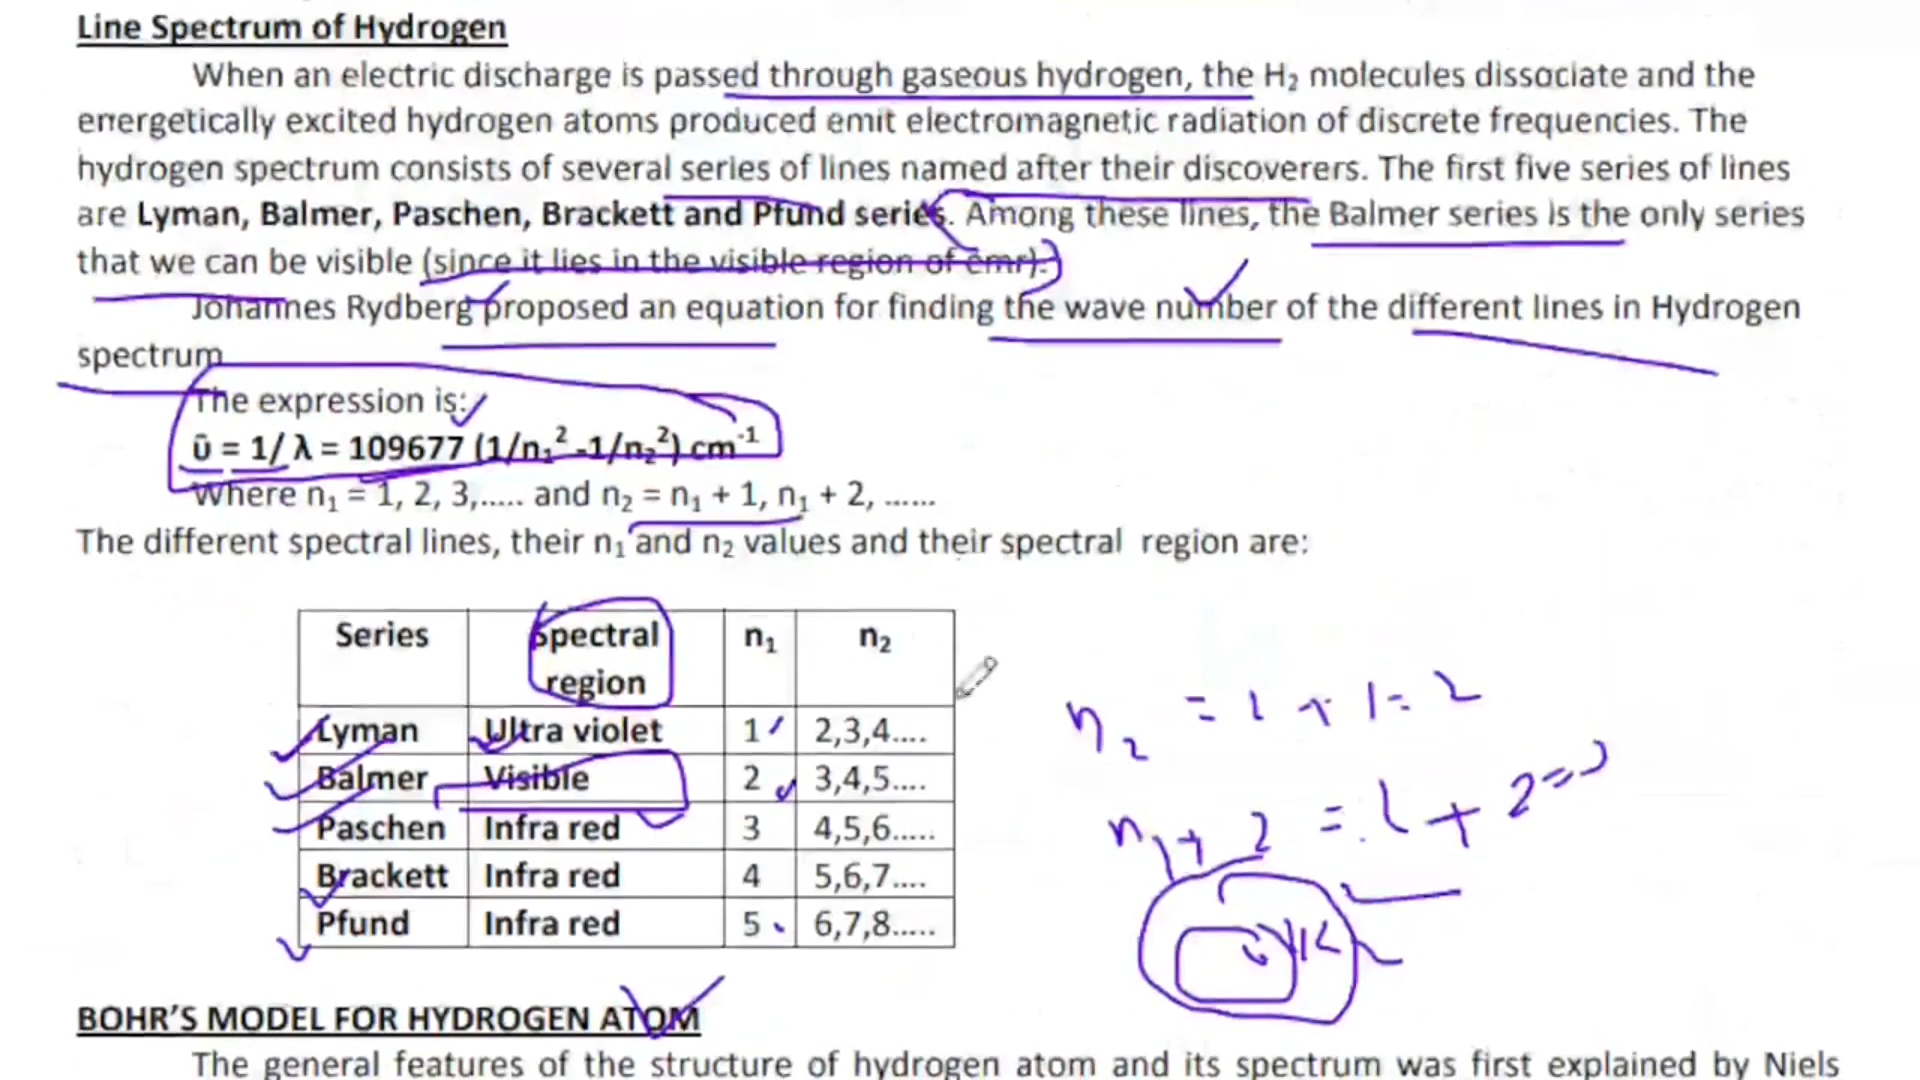 Line Spectrum of Hydrogen
When an electric discharge is passed through gaseous hydrogen, the H₂ molecules dissociate and the
energetically excited hydrogen atoms produced emit electromagnetic radiation of discrete frequencies. The
hydrogen spectrum consists of several series of lines named after their discoverers. The first five series of lines
are Lyman, Balmer, Paschen, Brackett and Pfund series. Among these lines, the Balmer series is the only series
that we can be visible (since it lies in the visible region of emr).
Johannes Rydberg proposed an equation for finding the wave number of the different lines in Hydrogen
spectrum
The expression is:
ῡ = 1/ λ = 109677 (1/n₁² -1/n₂²) cm⁻¹
Where n₁ = 1, 2, 3,..... and n₂ = n₁ + 1, n₁ + 2, ......
The different spectral lines, their n₁ and n₂ values and their spectral region are:
Series Spectral region n₁ n₂
Lyman Ultra violet 1 2,3,4....
Balmer Visible 2 3,4,5....
Paschen Infra red 3 4,5,6.....
Brackett Infra red 4 5,6,7....
Pfund Infra red 5 6,7,8.....
n₂ = 1 + 1 = 2
n₁ + 2 = 1 + 2 = 3
BOHR'S MODEL FOR HYDROGEN ATOM
The general features of the structure of hydrogen atom and its spectrum was first explained by Niels